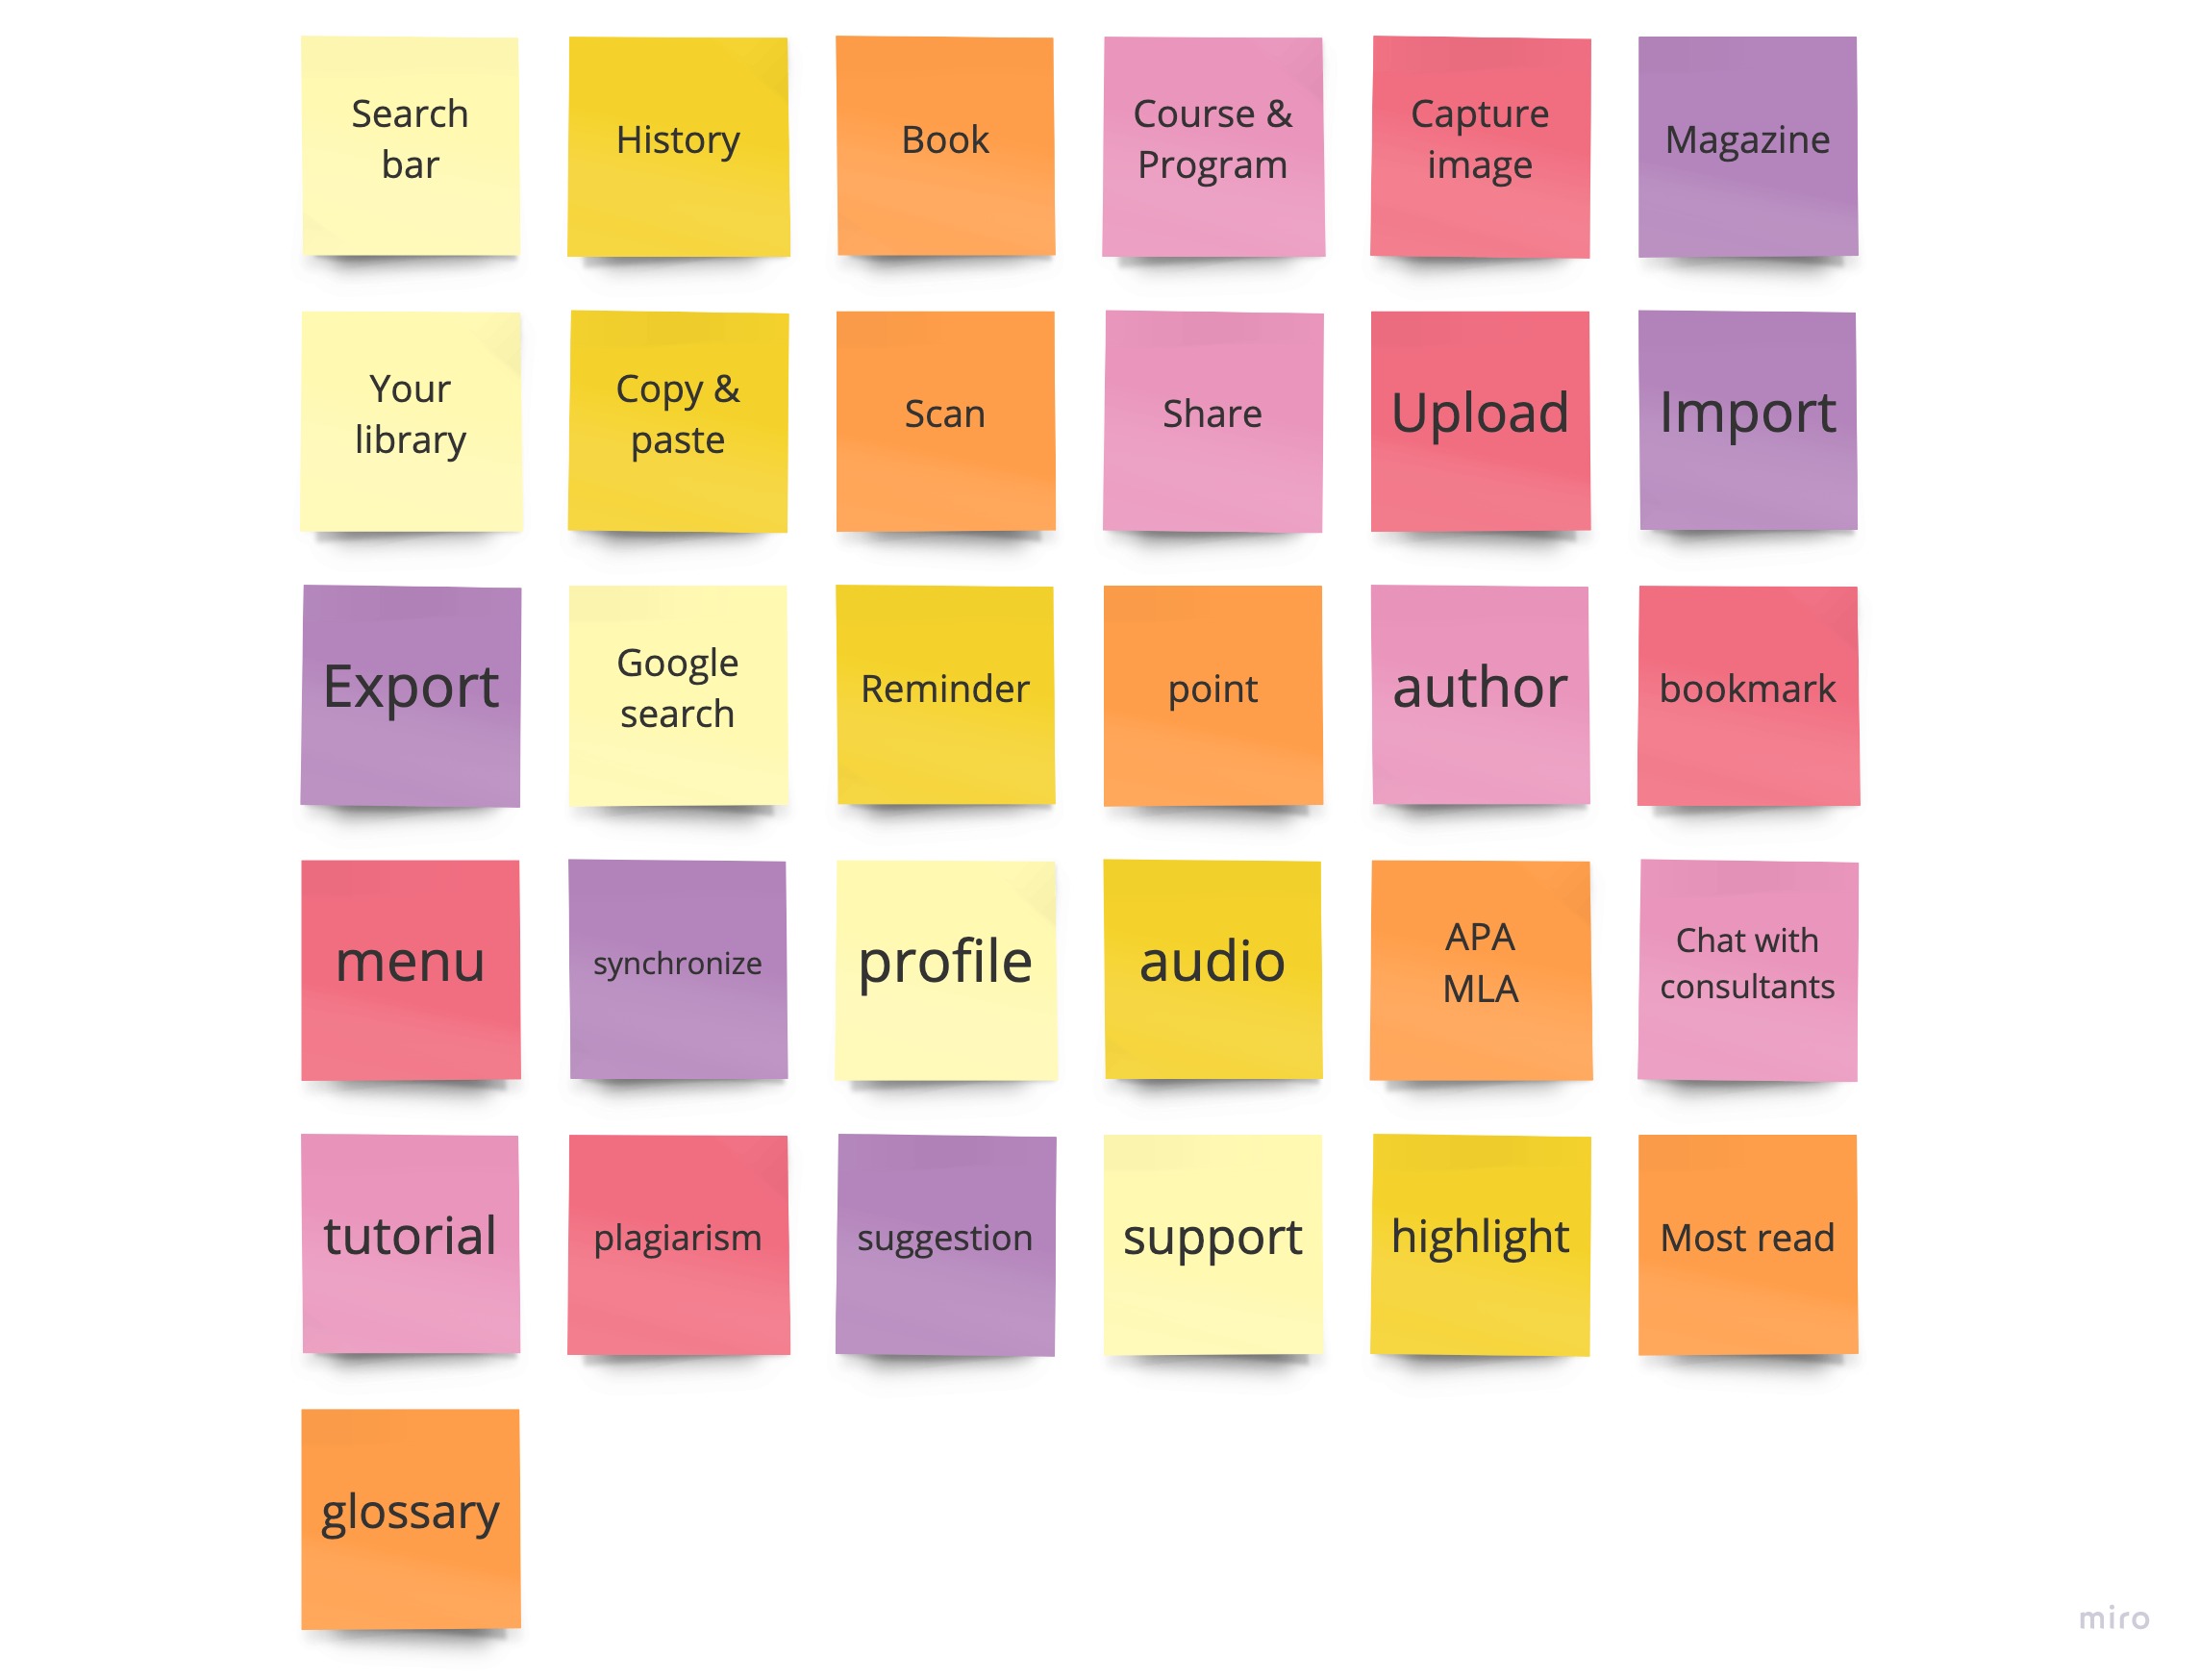 Search
bar
History
Book
Course &
Program
Capture
image
Magazine
Your
library
Copy &
paste
Scan
Share
Upload
Import
Export
Google
search
Reminder
point
author
bookmark
menu
synchronize
profile
audio
APA
MLA
Chat with
consultants
tutorial
plagiarism
suggestion
support
highlight
Most read
glossary
miro